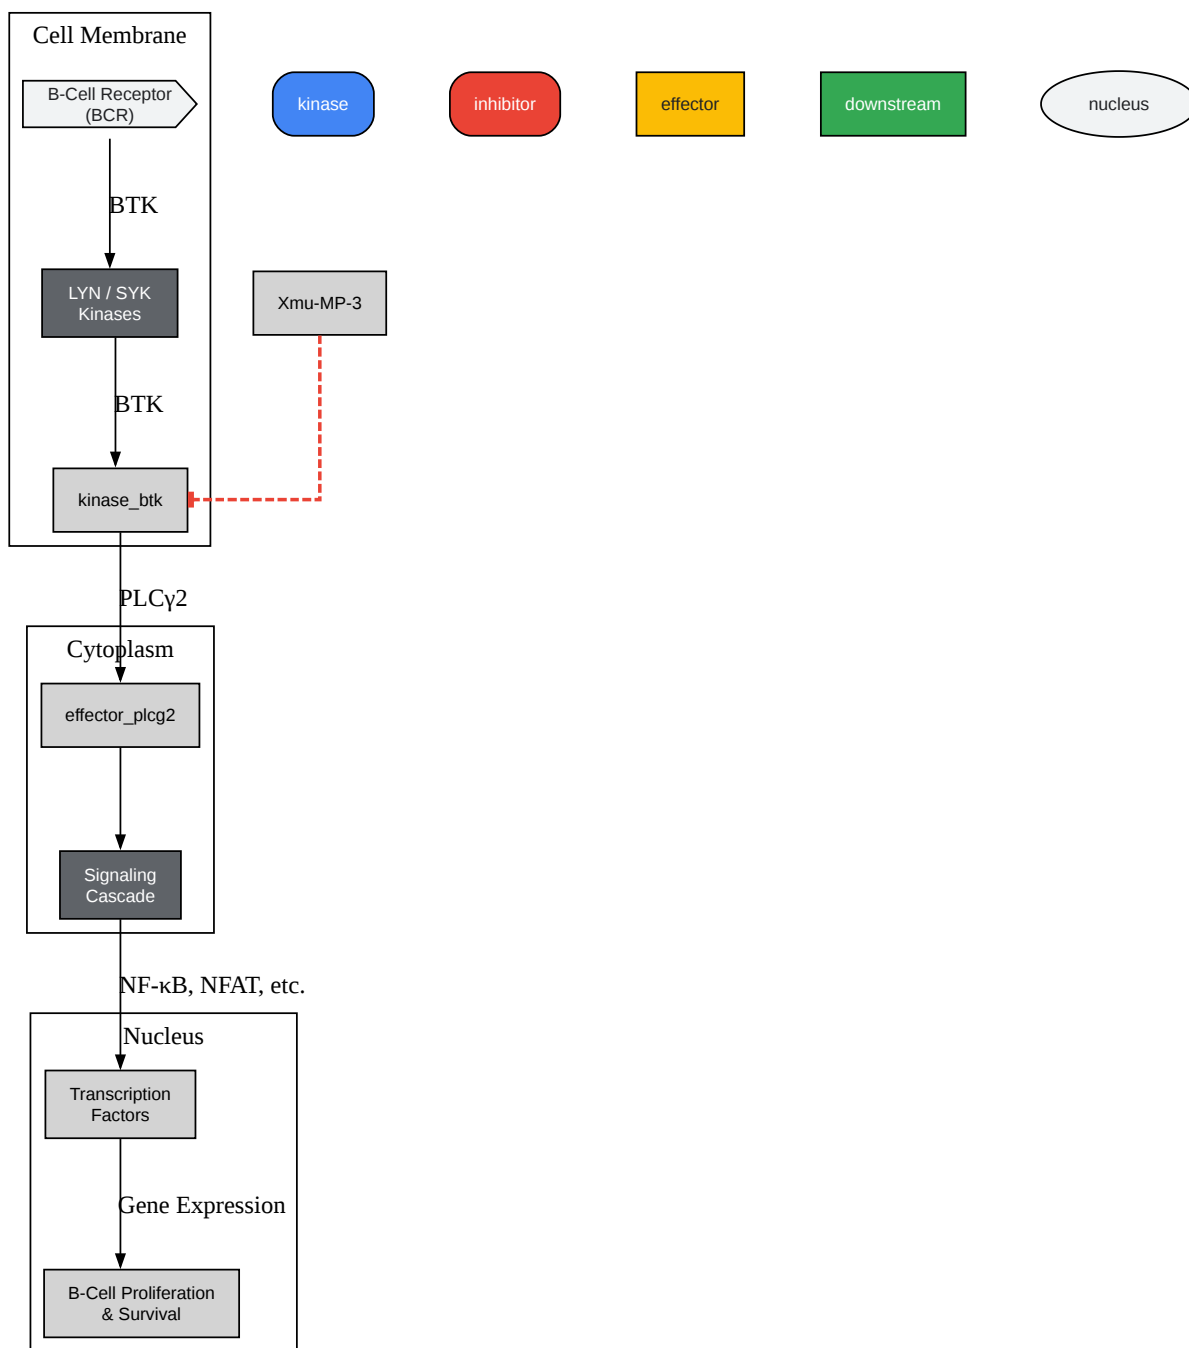 Cell Membrane
B-Cell Receptor
(BCR)
kinase
inhibitor
effector
downstream
nucleus
BTK
LYN / SYK
Kinases
Xmu-MP-3
BTK
kinase_btk
PLCγ2
Cytoplasm
effector_plcg2
Signaling
Cascade
NF-κB, NFAT, etc.
Nucleus
Transcription
Factors
Gene Expression
B-Cell Proliferation
& Survival